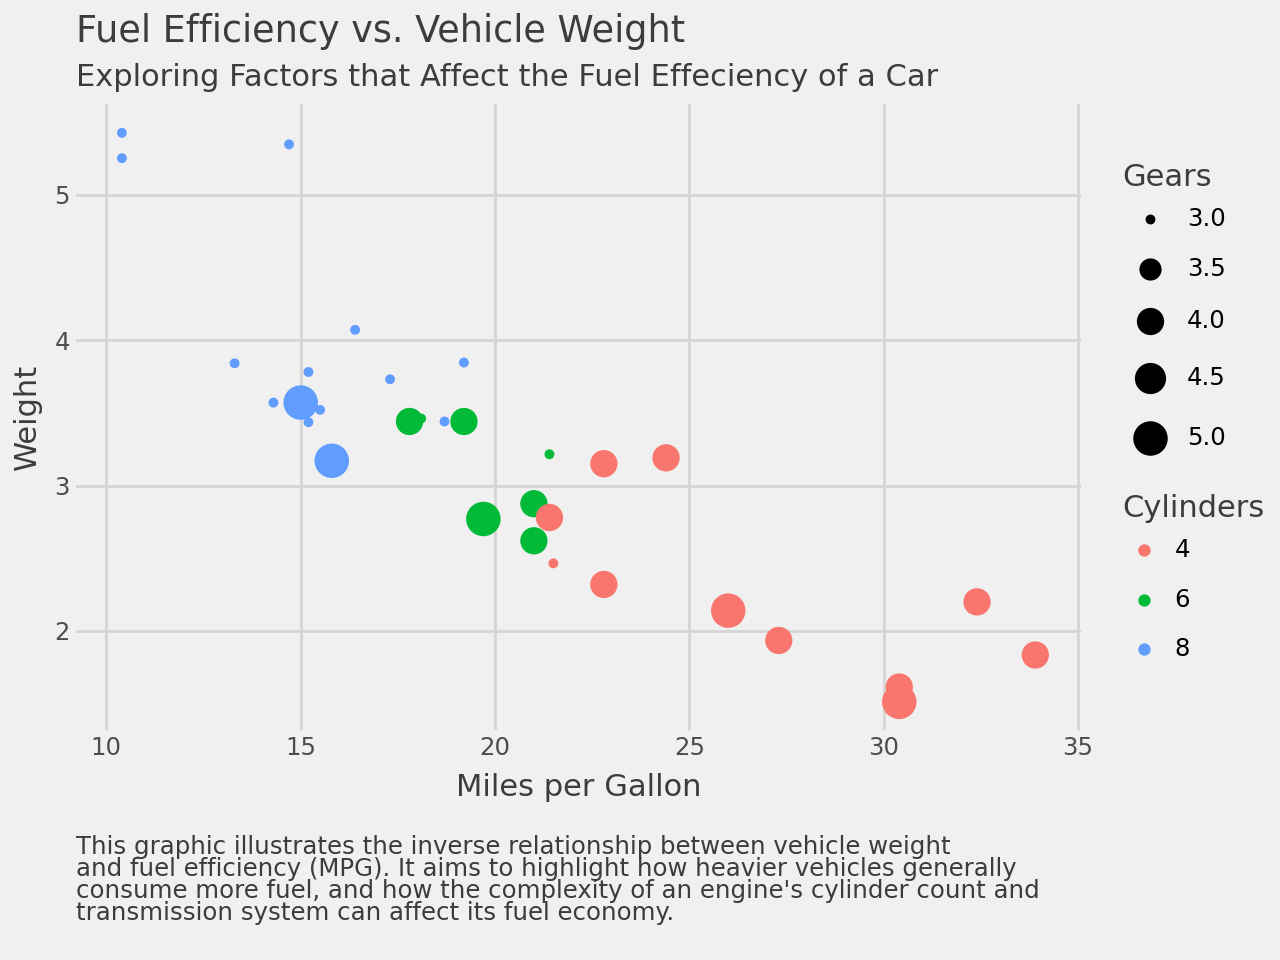 Fuel Efficiency vs. Vehicle Weight
Exploring Factors that Affect the Fuel Effeciency of a Car
5
4
3
2
Weight
10 15 20 25 30 35
Miles per Gallon
Gears
3.0
3.5
4.0
4.5
5.0
Cylinders
4
6
8
This graphic illustrates the inverse relationship between vehicle weight
and fuel efficiency (MPG). It aims to highlight how heavier vehicles generally
consume more fuel, and how the complexity of an engine's cylinder count and
transmission system can affect its fuel economy.